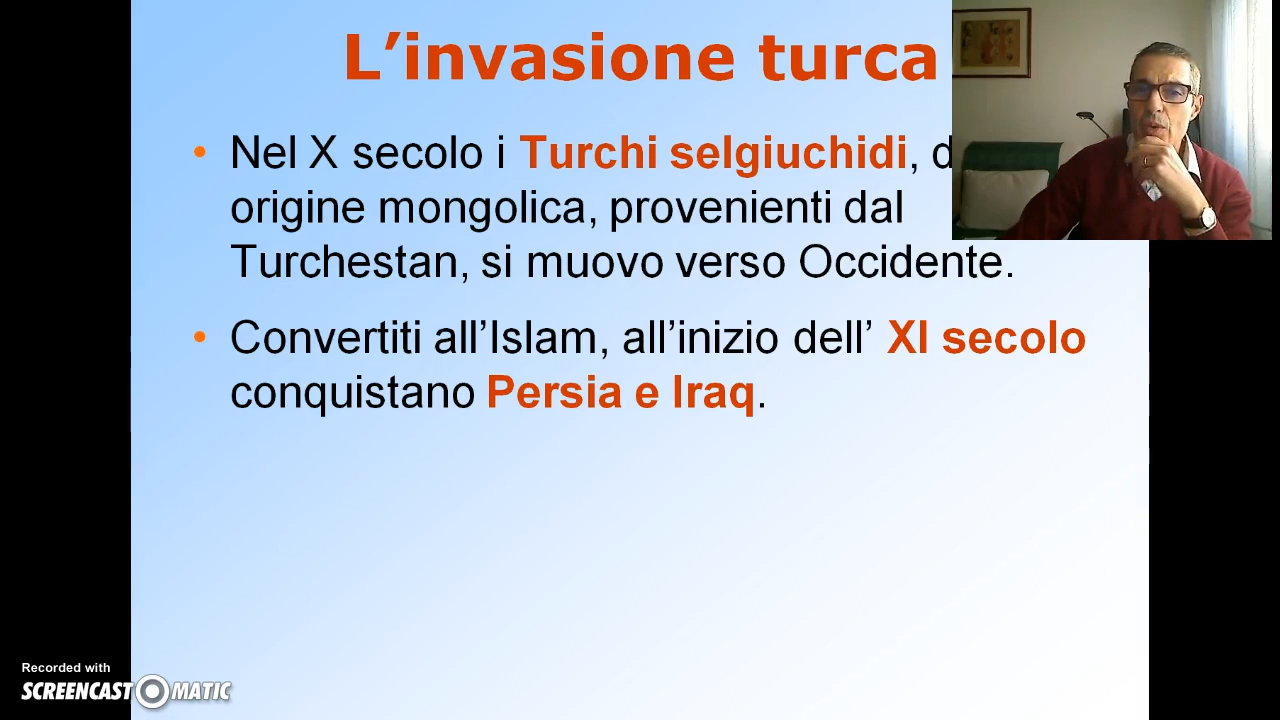 L’invasione turca
• Nel X secolo i Turchi selgiuchidi,
origine mongolica, provenienti dal
Turchestan, si muovo verso Occidente.
• Convertiti all’Islam, all’inizio dell’ XI secolo
conquistano Persia e Iraq.
Recorded with
SCREENCAST MATIC